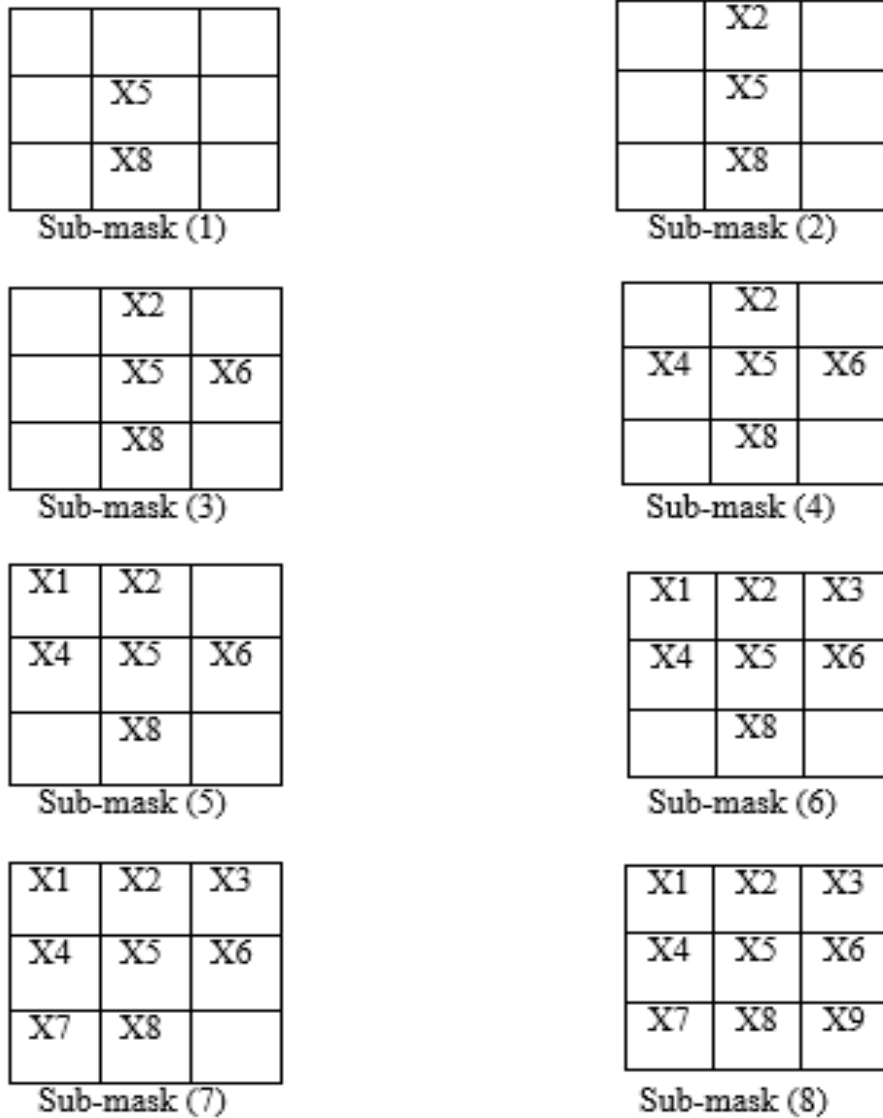 X5
X8
Sub-mask (1)
X2
X5
X8
Sub-mask (2)
X2
X5 X6
X8
Sub-mask (3)
X2
X4 X5 X6
X8
Sub-mask (4)
X1 X2
X4 X5 X6
X8
Sub-mask (5)
X1 X2 X3
X4 X5 X6
X8
Sub-mask (6)
X1 X2 X3
X4 X5 X6
X7 X8
Sub-mask (7)
X1 X2 X3
X4 X5 X6
X7 X8 X9
Sub-mask (8)